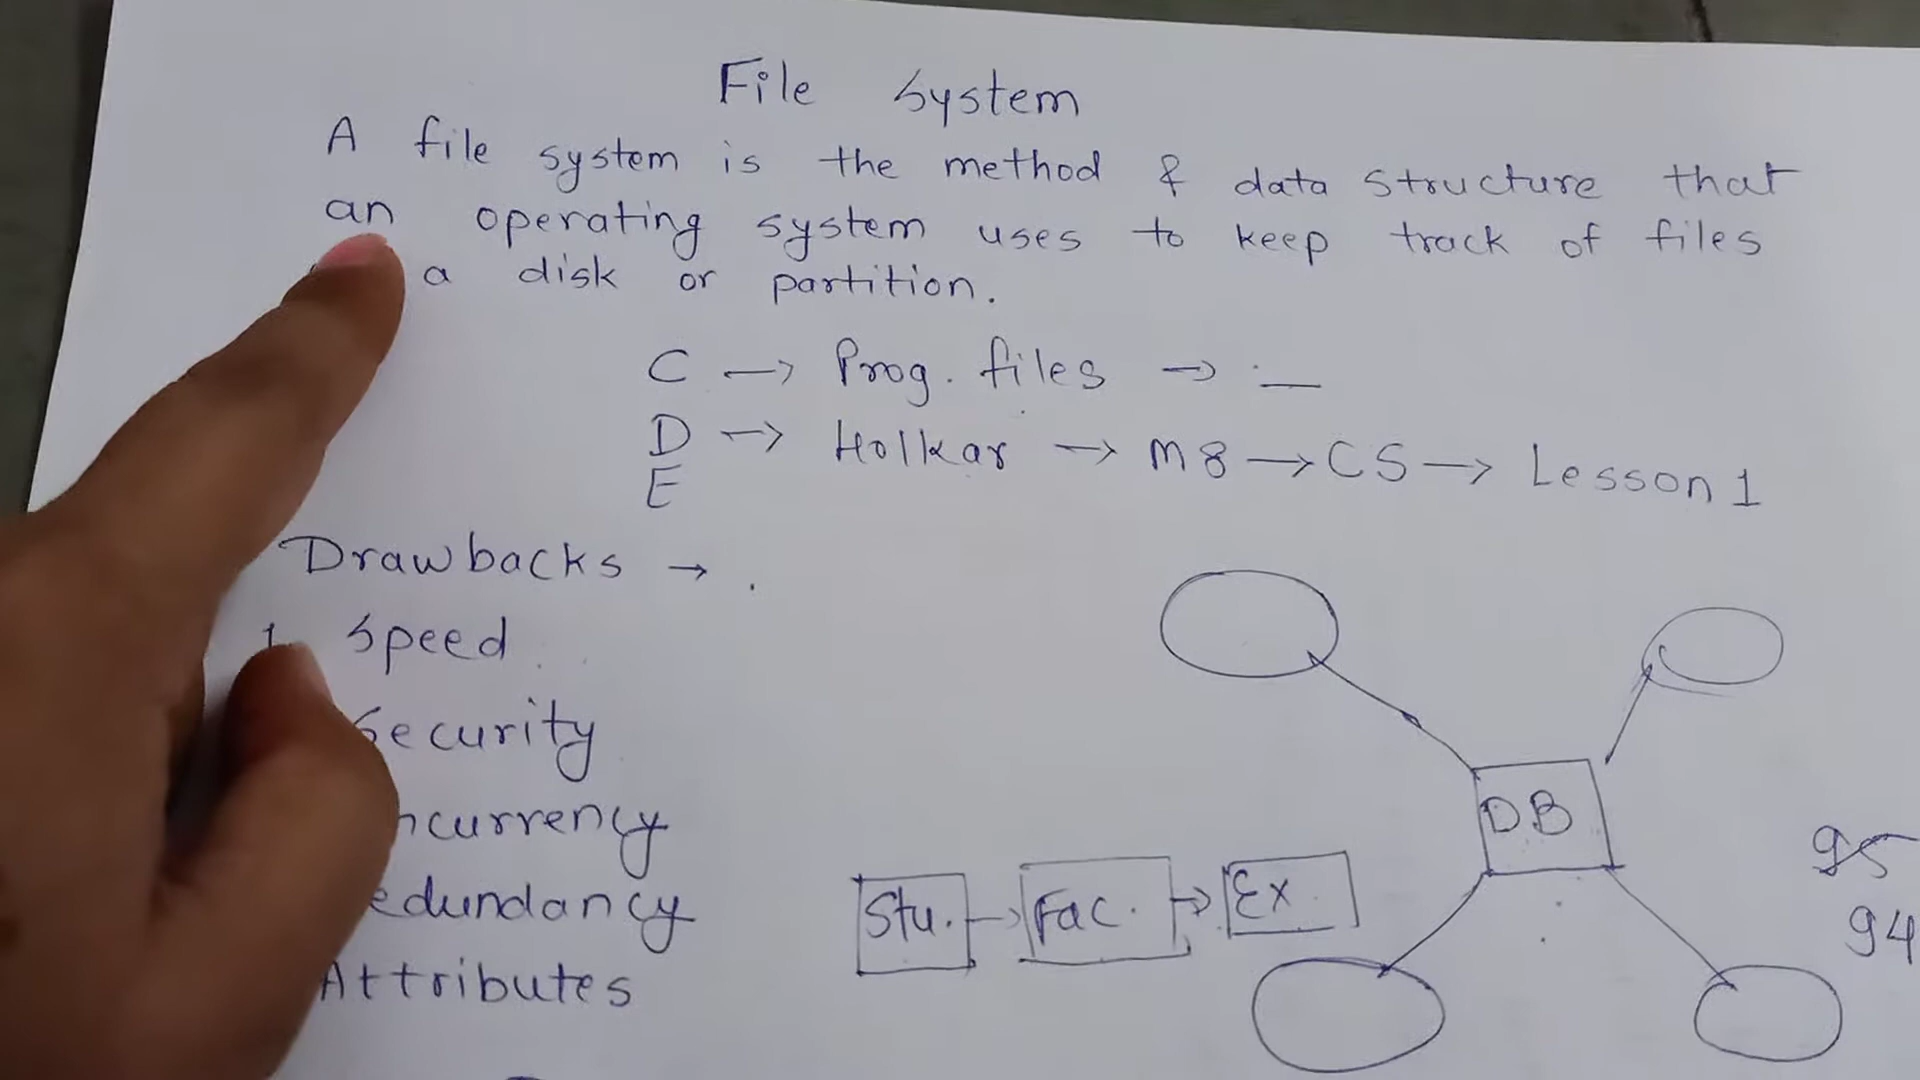 File System
A file system is the method & data structure that
an operating system uses to keep track of files
a disk or partition.
C → Prog. files → —
D → Holkar → M8 → CS → Lesson 1
E
Drawbacks →
1 Speed
Security
ncurrency
edundancy
Attributes
DB
Stu. → Fac. → Ex.
95
94